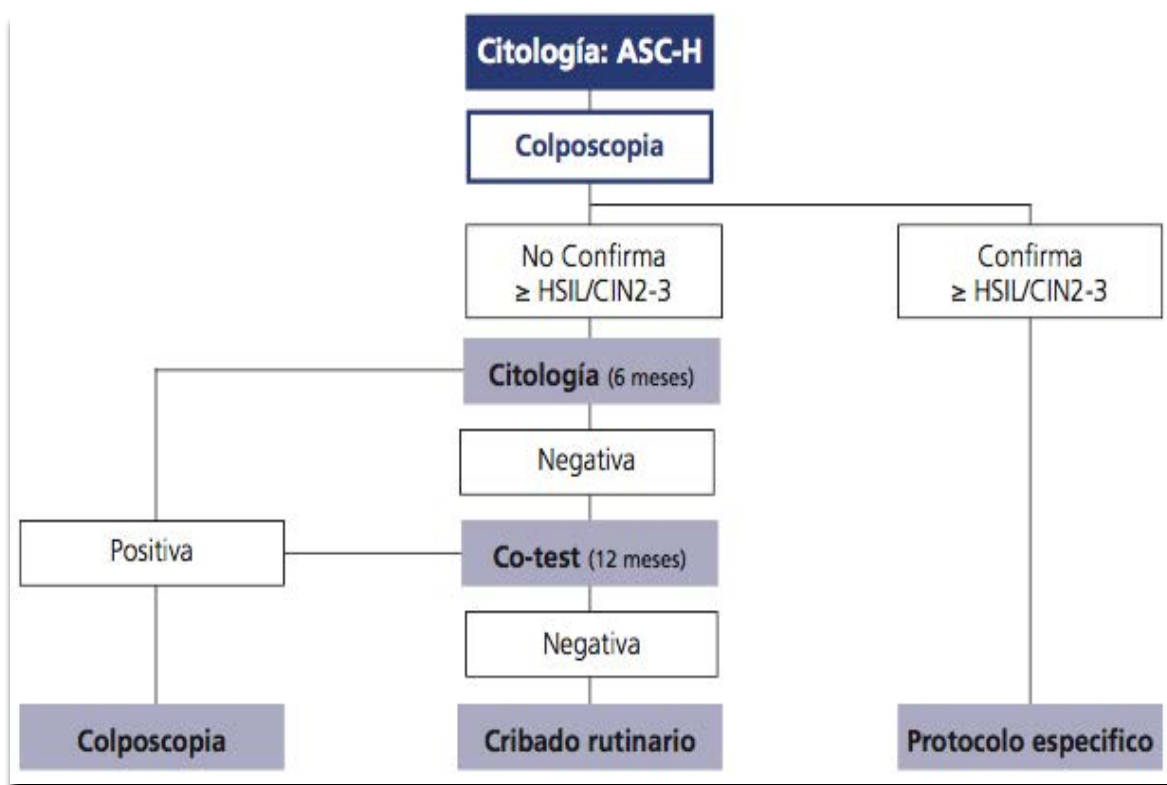 Citología: ASC-H
Colposcopia
No Confirma
≥ HSIL/CIN2-3
Confirma
≥ HSIL/CIN2-3
Citología (6 meses)
Negativa
Positiva
Co-test (12 meses)
Negativa
Colposcopia
Cribado rutinario
Protocolo especifico